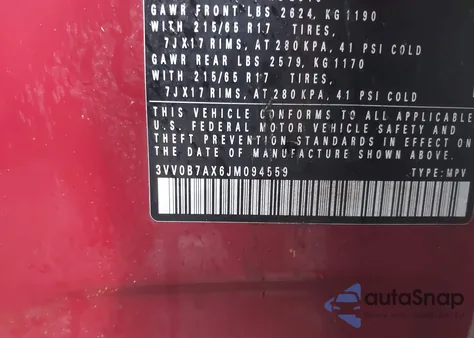 GAWR FRONT LBS 2624, KG 1190
WITH 215/65 R17 TIRES,
7JX17 RIMS, AT 280 KPA, 41 PSI COLD
GAWR REAR LBS 2579, KG 1170
WITH 215/65 R17 TIRES,
7JX17 RIMS, AT 280 KPA, 41 PSI COLD
THIS VEHICLE CONFORMS TO ALL APPLICABLE
U.S. FEDERAL MOTOR VEHICLE SAFETY AND
THEFT PREVENTION STANDARDS IN EFFECT ON
THE DATE OF MANUFACTURE SHOWN ABOVE.
3VV0B7AX6JM094559 TYPE: MPV
autoSnap